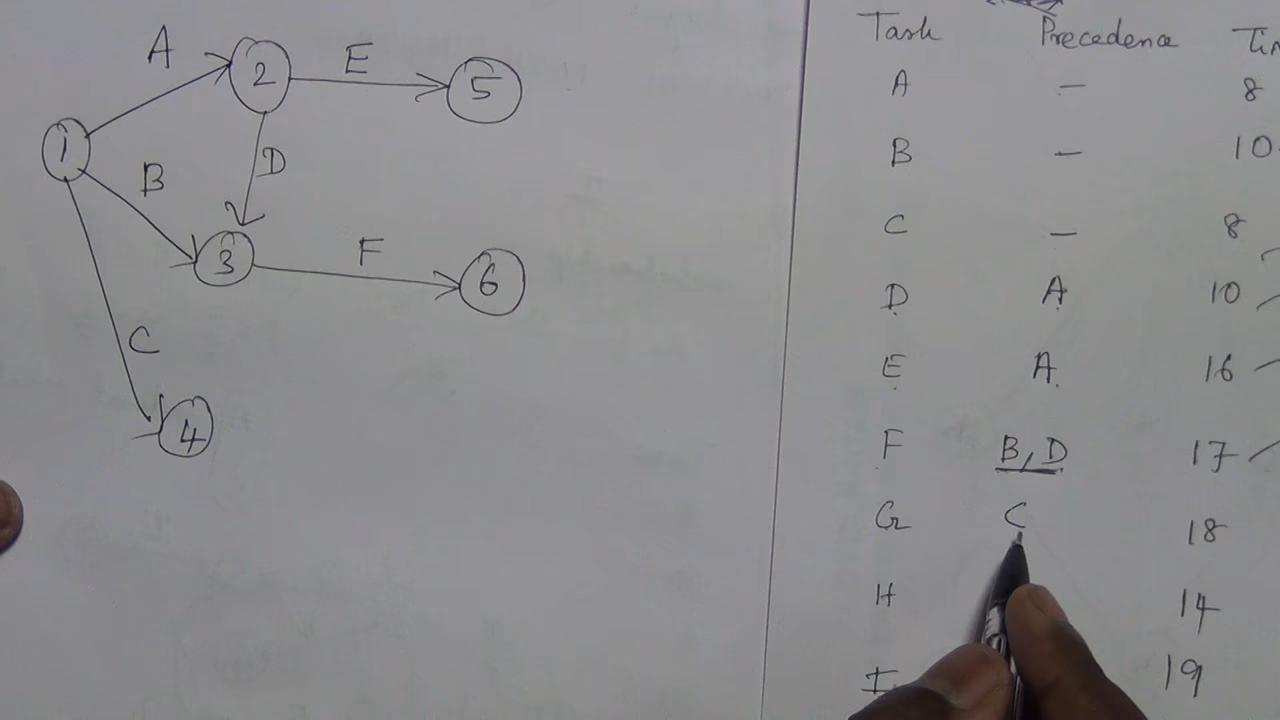 A
2
E
5
1
B
D
3
F
6
C
4
Task Precedence
A - 8
B - 10
C - 8
D A 10
E A 16
F B, D 17
G C 18
H 14
I 19